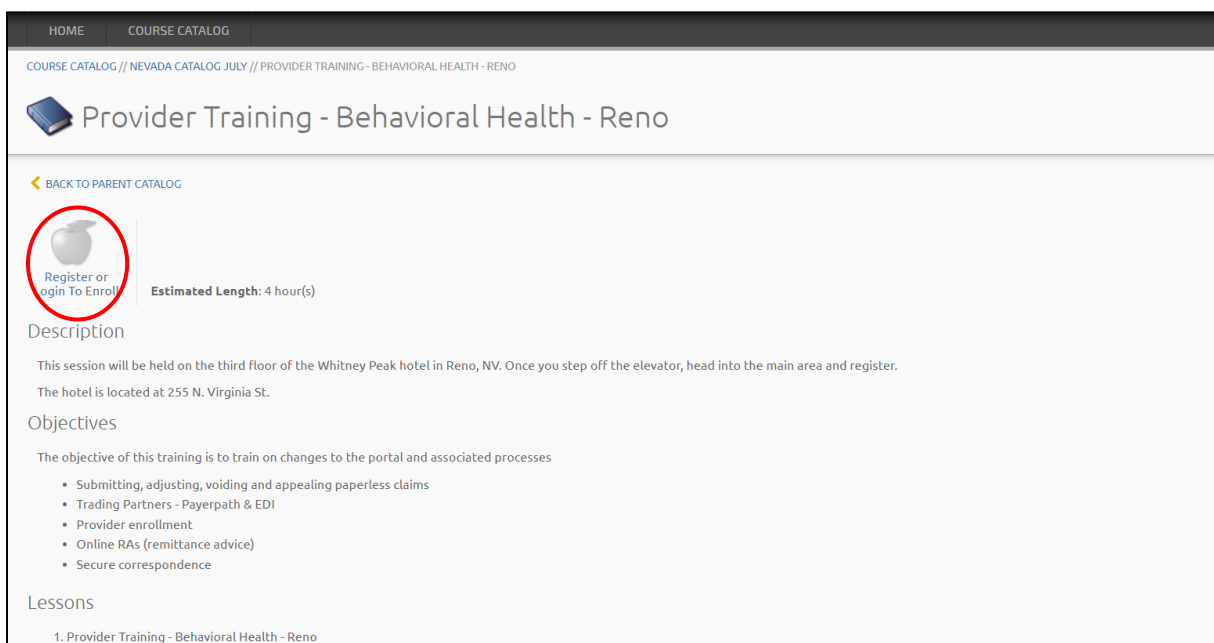 HOME COURSE CATALOG
COURSE CATALOG // NEVADA CATALOG JULY // PROVIDER TRAINING - BEHAVIORAL HEALTH - RENO
Provider Training - Behavioral Health - Reno
BACK TO PARENT CATALOG
Register or
Login To Enroll
Estimated Length: 4 hour(s)
Description
This session will be held on the third floor of the Whitney Peak hotel in Reno, NV. Once you step off the elevator, head into the main area and register.
The hotel is located at 255 N. Virginia St.
Objectives
The objective of this training is to train on changes to the portal and associated processes
• Submitting, adjusting, voiding and appealing paperless claims
• Trading Partners - Payerpath & EDI
• Provider enrollment
• Online RAs (remittance advice)
• Secure correspondence
Lessons
1. Provider Training - Behavioral Health - Reno